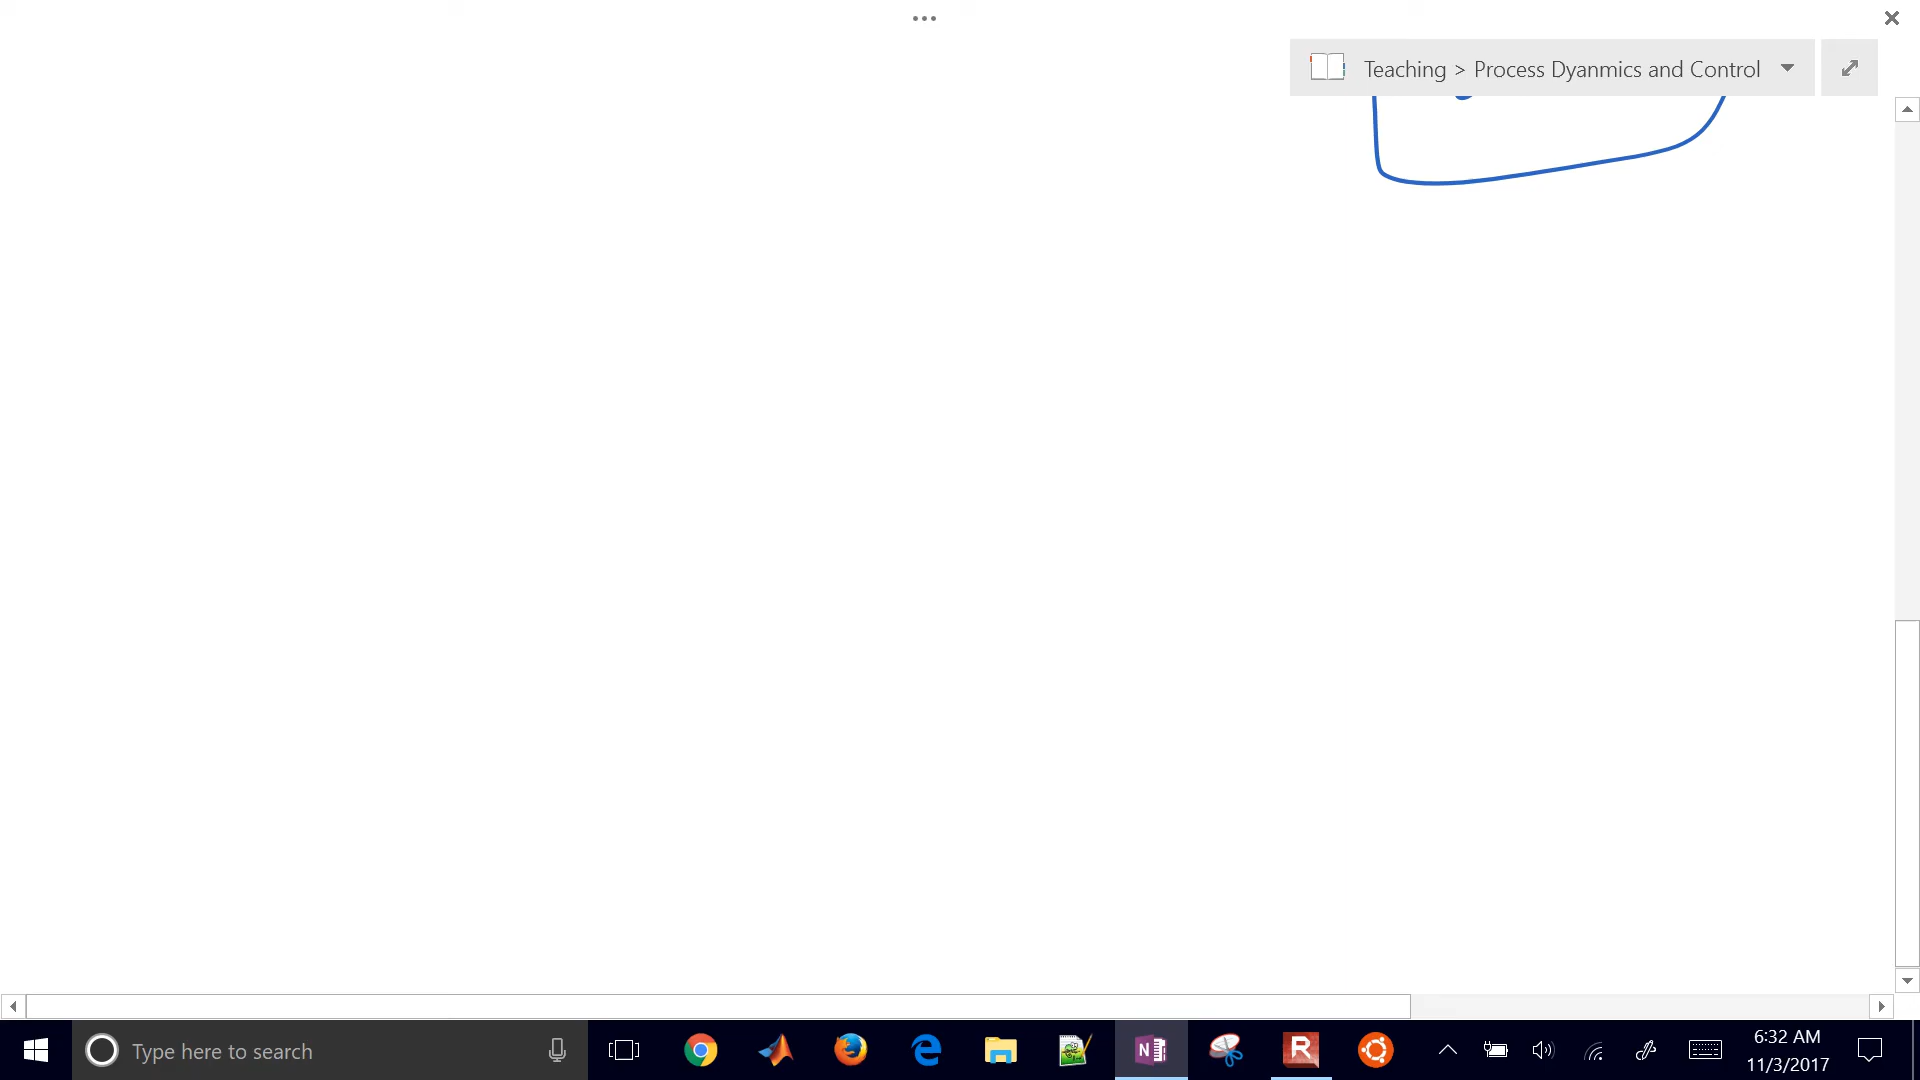 Teaching > Process Dyanmics and Control
Type here to search
N
R
6:32 AM
11/3/2017